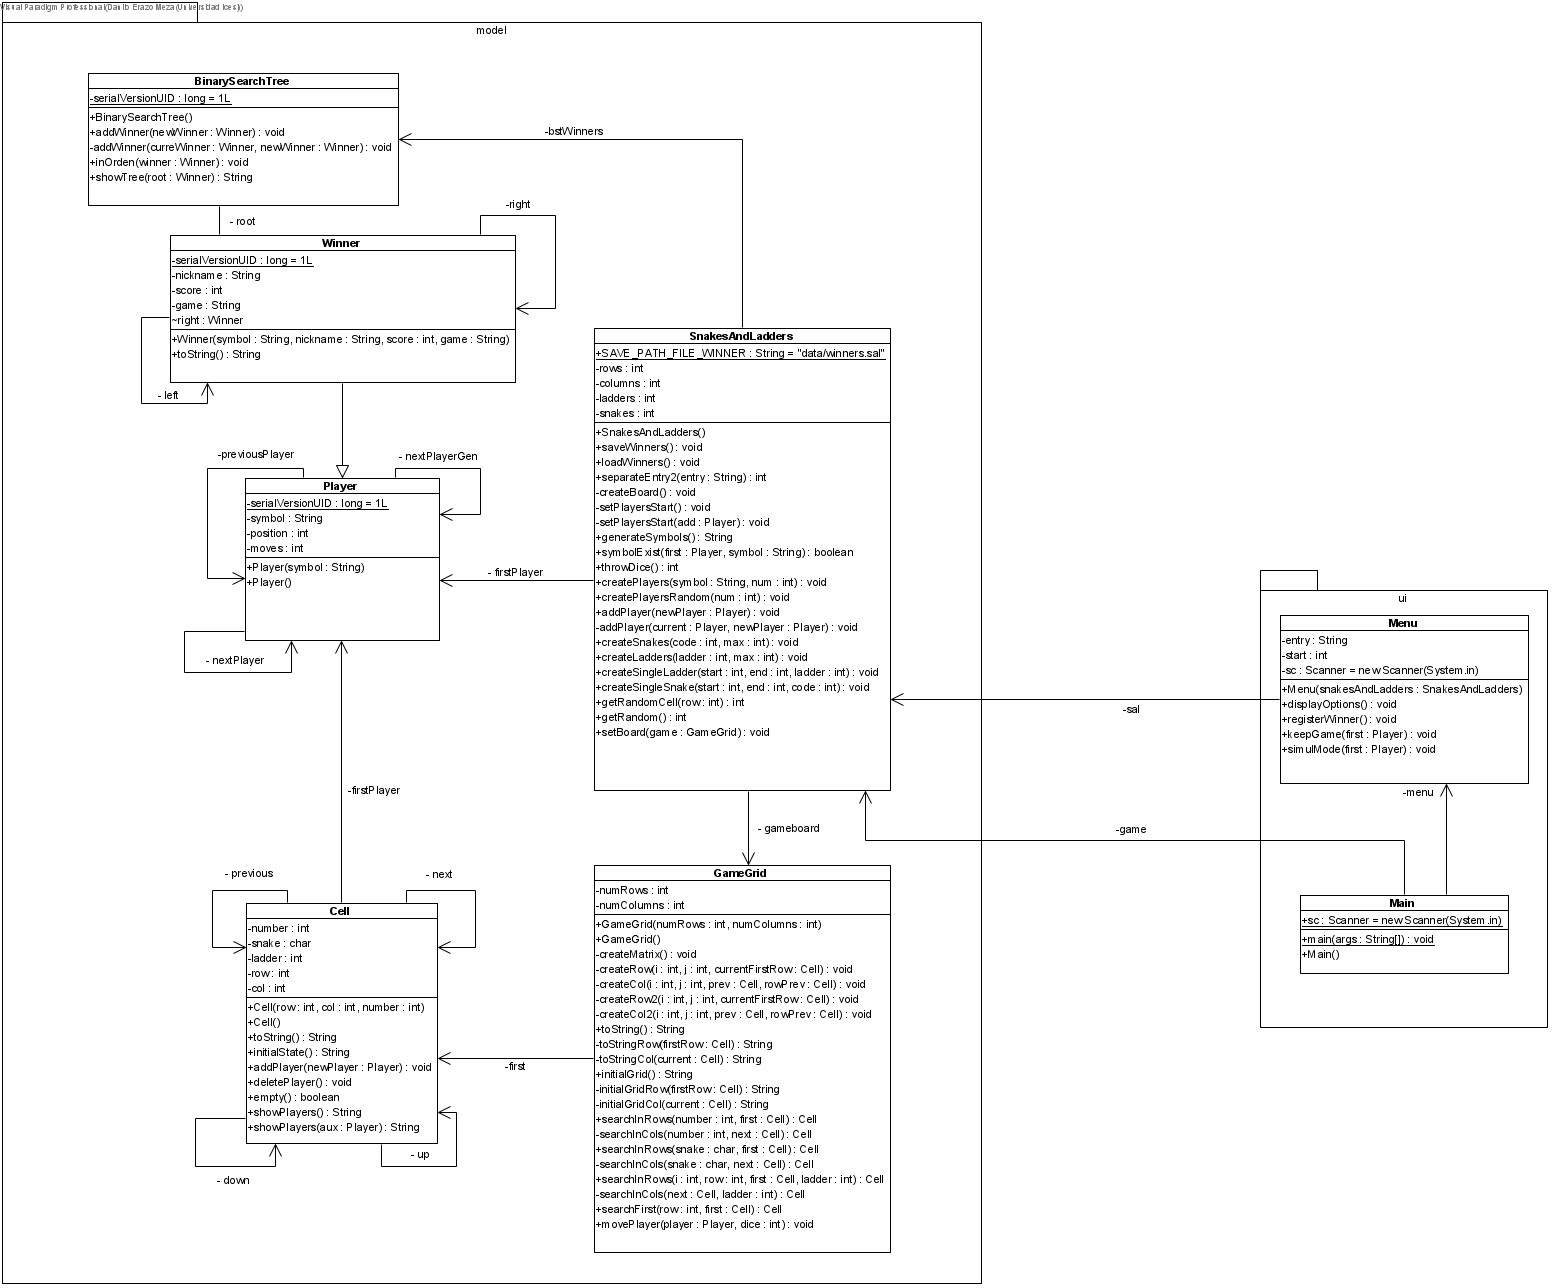 Visual Paradigm Professional(Danilo Erazo Meza(Universidad Icesi))
model
BinarySearchTree
-serialVersionUID : long = 1L
+BinarySearchTree()
+addWinner(newWinner : Winner) : void
-addWinner(curreWinner : Winner, newWinner : Winner) : void
+inOrden(winner : Winner) : void
+showTree(root : Winner) : String
-bstWinners
- root
-right
Winner
-serialVersionUID : long = 1L
-nickname : String
-score : int
-game : String
~right : Winner
+Winner(symbol : String, nickname : String, score : int, game : String)
+toString() : String
- left
SnakesAndLadders
+SAVE_PATH_FILE_WINNER : String = "data/winners.sal"
-rows : int
-columns : int
-ladders : int
-snakes : int
+SnakesAndLadders()
+saveWinners() : void
+loadWinners() : void
+separateEntry2(entry : String) : int
-createBoard() : void
-setPlayersStart() : void
-setPlayersStart(add : Player) : void
+generateSymbols() : String
+symbolExist(first : Player, symbol : String) : boolean
+throwDice() : int
+createPlayers(symbol : String, num : int) : void
+createPlayersRandom(num : int) : void
+addPlayer(newPlayer : Player) : void
-addPlayer(current : Player, newPlayer : Player) : void
+createSnakes(code : int, max : int) : void
+createLadders(ladder : int, max : int) : void
+createSingleLadder(start : int, end : int, ladder : int) : void
+createSingleSnake(start : int, end : int, code : int) : void
+getRandomCell(row : int) : int
+getRandom() : int
+setBoard(game : GameGrid) : void
-previousPlayer
- nextPlayerGen
Player
-serialVersionUID : long = 1L
-symbol : String
-position : int
-moves : int
+Player(symbol : String)
+Player()
- firstPlayer
- nextPlayer
-firstPlayer
ui
Menu
-entry : String
-start : int
-sc : Scanner = new Scanner(System.in)
+Menu(snakesAndLadders : SnakesAndLadders)
+displayOptions() : void
+registerWinner() : void
+keepGame(first : Player) : void
+simulMode(first : Player) : void
-sal
-menu
-game
- gameboard
Main
+sc : Scanner = new Scanner(System.in)
+main(args : String[]) : void
+Main()
- previous
- next
Cell
-number : int
-snake : char
-ladder : int
-row : int
-col : int
+Cell(row : int, col : int, number : int)
+Cell()
+toString() : String
+initialState() : String
+addPlayer(newPlayer : Player) : void
+deletePlayer() : void
+empty() : boolean
+showPlayers() : String
+showPlayers(aux : Player) : String
- up
- down
-first
GameGrid
-numRows : int
-numColumns : int
+GameGrid(numRows : int, numColumns : int)
+GameGrid()
-createMatrix() : void
-createRow(i : int, j : int, currentFirstRow : Cell) : void
-createCol(i : int, j : int, prev : Cell, rowPrev : Cell) : void
-createRow2(i : int, j : int, currentFirstRow : Cell) : void
-createCol2(i : int, j : int, prev : Cell, rowPrev : Cell) : void
+toString() : String
-toStringRow(firstRow : Cell) : String
-toStringCol(current : Cell) : String
+initialGrid() : String
-initialGridRow(firstRow : Cell) : String
-initialGridCol(current : Cell) : String
+searchInRows(number : int, first : Cell) : Cell
-searchInCols(number : int, next : Cell) : Cell
+searchInRows(snake : char, first : Cell) : Cell
-searchInCols(snake : char, next : Cell) : Cell
+searchInRows(i : int, row : int, first : Cell, ladder : int) : Cell
-searchInCols(next : Cell, ladder : int) : Cell
+searchFirst(row : int, first : Cell) : Cell
+movePlayer(player : Player, dice : int) : void